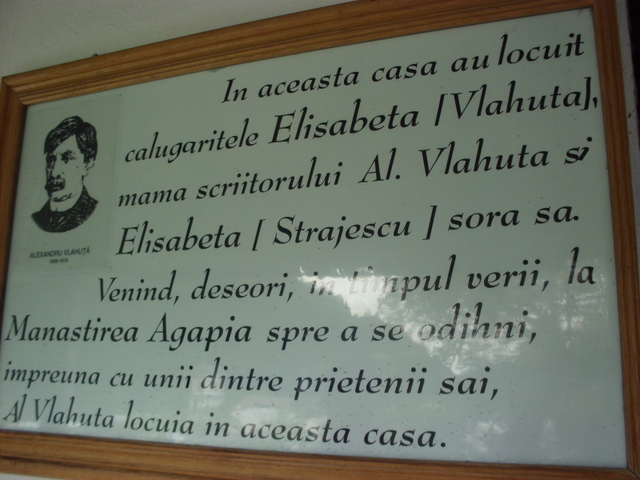 In aceasta casa au locuit
calugaritele Elisabeta [Vlahuta],
mama scriitorului Al. Vlahuta si
Elisabeta [ Strajescu ] sora sa.
ALEXANDRU VLAHUȚĂ
Venind, deseori, in timpul verii, la
Manastirea Agapia spre a se odihni,
impreuna cu unii dintre prietenii sai,
Al Vlahuta locuia in aceasta casa.